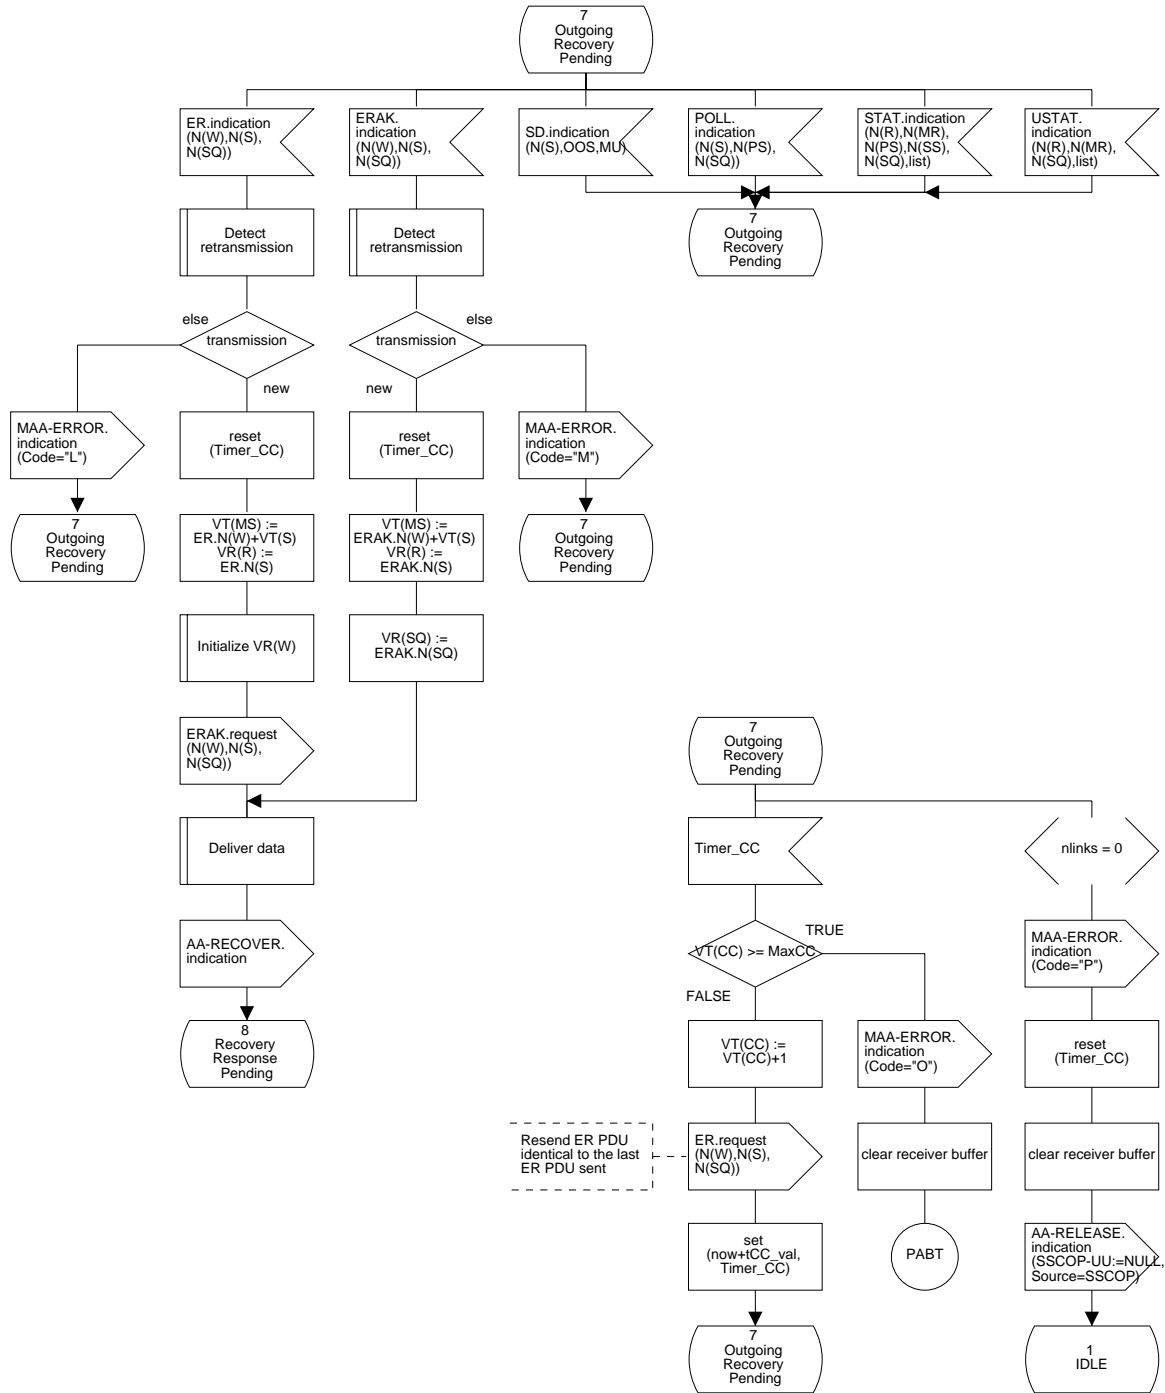 7
Outgoing
Recovery
Pending
ER.indication
(N(W),N(S),
N(SQ))
ERAK.
indication
(N(W),N(S),
N(SQ))
SD.indication
(N(S),OOS,MU)
POLL.
indication
(N(S),N(PS),
N(SQ))
STAT.indication
(N(R),N(MR),
N(PS),N(SS),
N(SQ),list)
USTAT.
indication
(N(R),N(MR),
N(SQ),list)
Detect
retransmission
Detect
retransmission
7
Outgoing
Recovery
Pending
else
transmission
new
transmission
else
new
MAA-ERROR.
indication
(Code="L")
reset
(Timer_CC)
reset
(Timer_CC)
MAA-ERROR.
indication
(Code="M")
7
Outgoing
Recovery
Pending
VT(MS) :=
ER.N(W)+VT(S)
VR(R) :=
ER.N(S)
VT(MS) :=
ERAK.N(W)+VT(S)
VR(R) :=
ERAK.N(S)
7
Outgoing
Recovery
Pending
Initialize VR(W)
VR(SQ) :=
ERAK.N(SQ)
ERAK.request
(N(W),N(S),
N(SQ))
Deliver data
AA-RECOVER.
indication
8
Recovery
Response
Pending
7
Outgoing
Recovery
Pending
Timer_CC
nlinks = 0
VT(CC) >= MaxCC
TRUE
FALSE
MAA-ERROR.
indication
(Code="P")
VT(CC) :=
VT(CC)+1
MAA-ERROR.
indication
(Code="O")
reset
(Timer_CC)
Resend ER PDU
identical to the last
ER PDU sent
ER.request
(N(W),N(S),
N(SQ))
clear receiver buffer
clear receiver buffer
set
(now+tCC_val,
Timer_CC)
PABT
AA-RELEASE.
indication
(SSCOP-UU:=NULL,
Source=SSCOP)
7
Outgoing
Recovery
Pending
1
IDLE